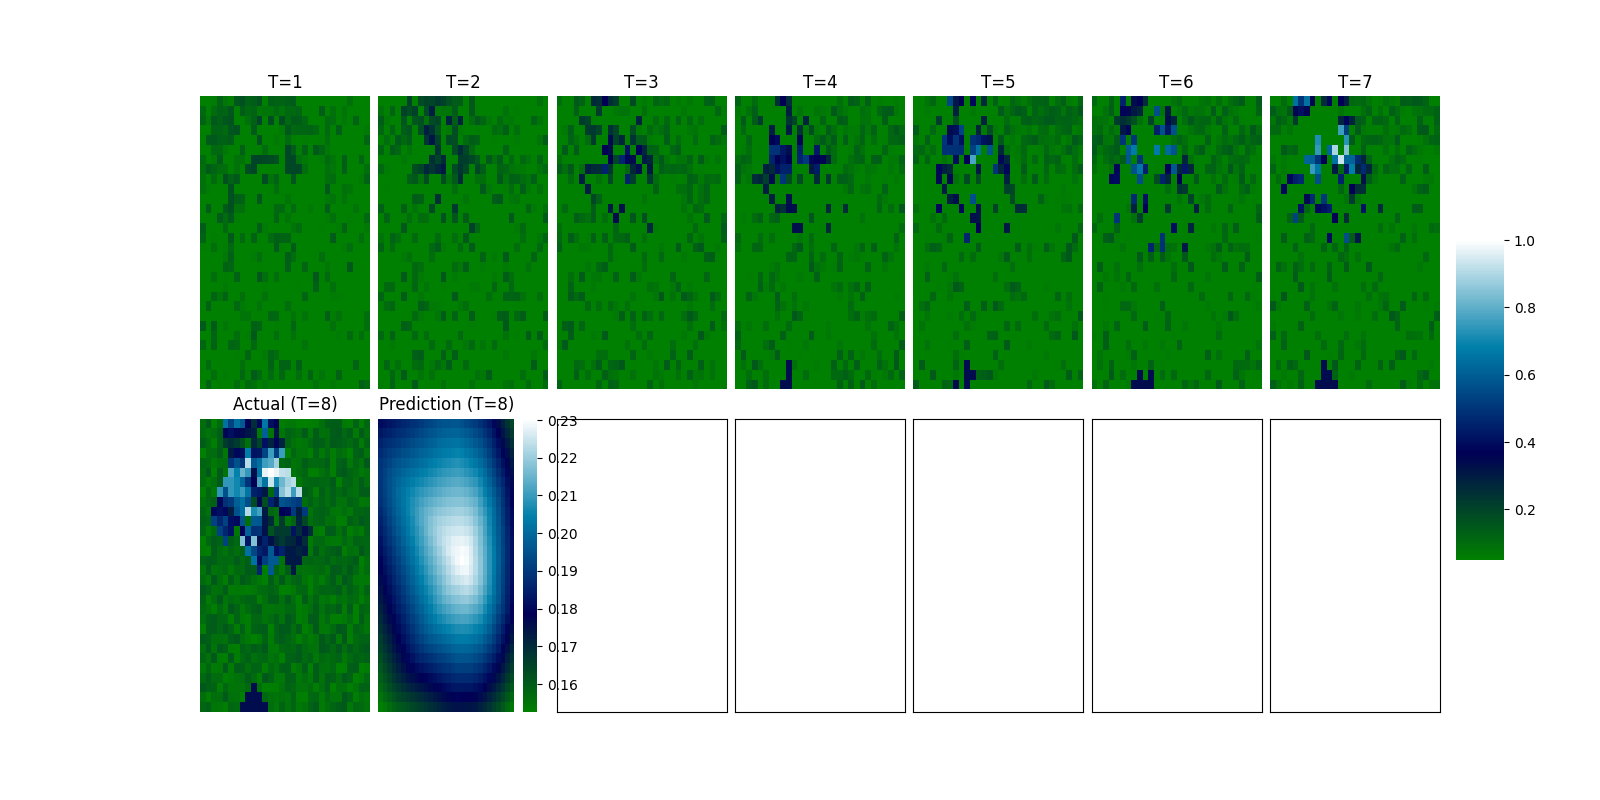 T=1
T=2
T=3
T=4
T=5
T=6
T=7
1.0
0.8
0.6
0.4
0.2
Actual (T=8)
Prediction (T=8)
0.23
0.22
0.21
0.20
0.19
0.18
0.17
0.16